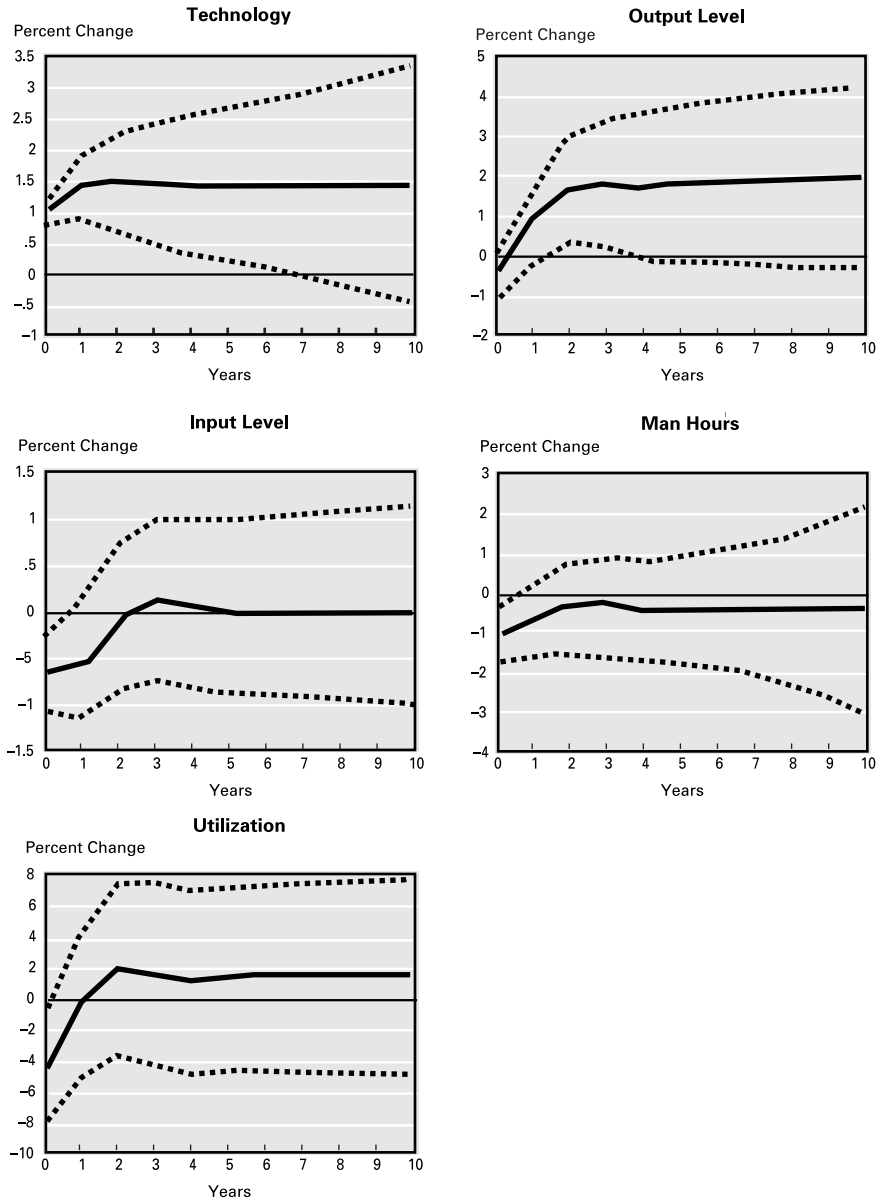 Technology
Percent Change
3.5
3
2.5
2
1.5
1
.5
0
–.5
–1
0 1 2 3 4 5 6 7 8 9 10
Years
Output Level
Percent Change
5
4
3
2
1
0
–1
–2
0 1 2 3 4 5 6 7 8 9 10
Years
Input Level
Percent Change
1.5
1
.5
0
–5
–1
–1.5
0 1 2 3 4 5 6 7 8 9 10
Years
Man Hours
Percent Change
3
2
1
0
–1
–2
–3
–4
0 1 2 3 4 5 6 7 8 9 10
Years
Utilization
Percent Change
8
6
4
2
0
–2
–4
–6
–8
–10
0 1 2 3 4 5 6 7 8 9 10
Years